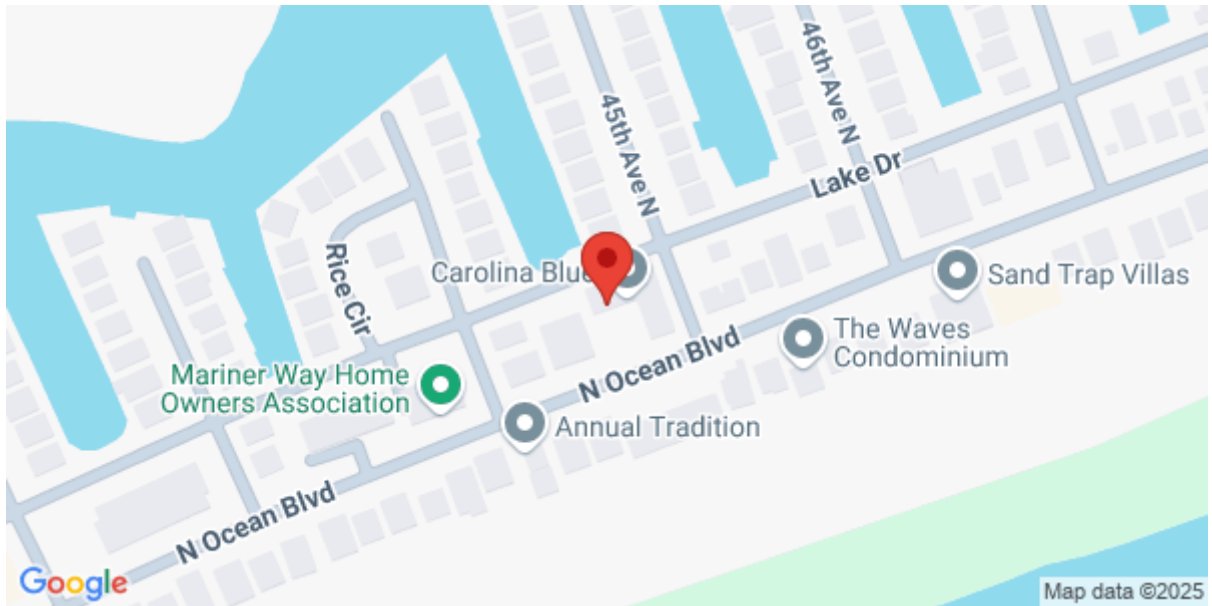 46th Ave N
45th Ave N
Lake Dr
Rice Cir
Carolina Blue
Sand Trap Villas
N Ocean Blvd
The Waves
Condominium
Mariner Way Home
Owners Association
Annual Tradition
N Ocean Blvd
Google
Map data ©2025